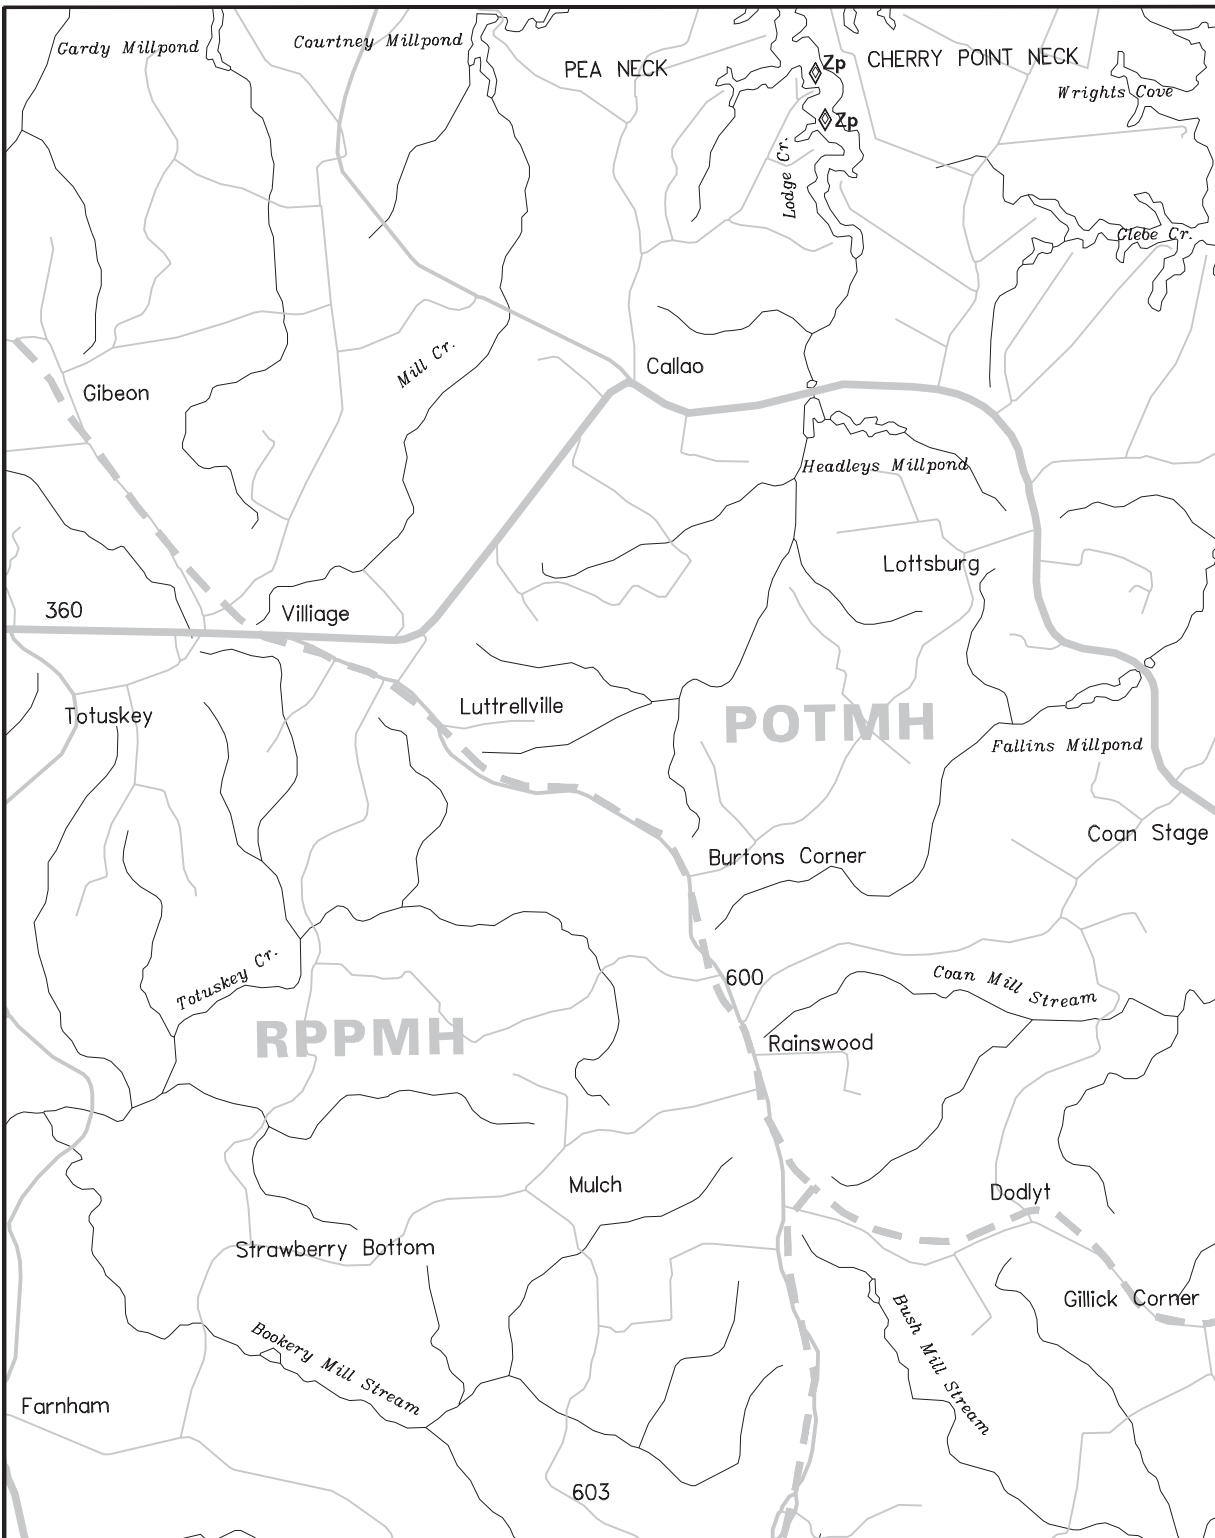 Gardy Millpond
Courtney Millpond
PEA NECK
Zp
CHERRY POINT NECK
Wrights Cove
Zp
Lodge Cr.
Glebe Cr.
Mill Cr.
Callao
Gibeon
Headleys Millpond
Lottsburg
360
Villiage
Totuskey
Luttrellville
POTMH
Fallins Millpond
Coan Stage
Burtons Corner
Totuskey Cr.
600
Coan Mill Stream
RPPMH
Rainswood
Mulch
Dodlyt
Strawberry Bottom
Gillick Corner
Bookery Mill Stream
Bush Mill Stream
Farnham
603